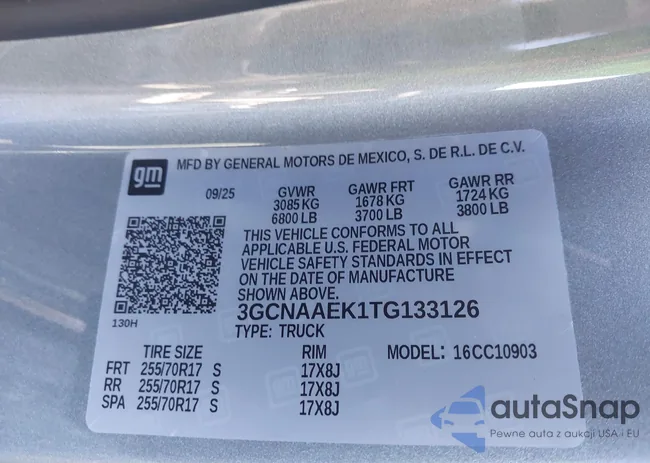 gm
MFD BY GENERAL MOTORS DE MEXICO, S. DE R.L. DE C.V.
09/25 GVWR GAWR FRT GAWR RR
3085 KG 1678 KG 1724 KG
6800 LB 3700 LB 3800 LB
THIS VEHICLE CONFORMS TO ALL
APPLICABLE U.S. FEDERAL MOTOR
VEHICLE SAFETY STANDARDS IN EFFECT
ON THE DATE OF MANUFACTURE
SHOWN ABOVE.
3GCNAAEK1TG133126
130H
TYPE: TRUCK
TIRE SIZE RIM MODEL: 16CC10903
FRT 255/70R17 S 17X8J
RR 255/70R17 S 17X8J
SPA 255/70R17 S 17X8J
autaSnap
Pewne auta z aukcji USA i EU